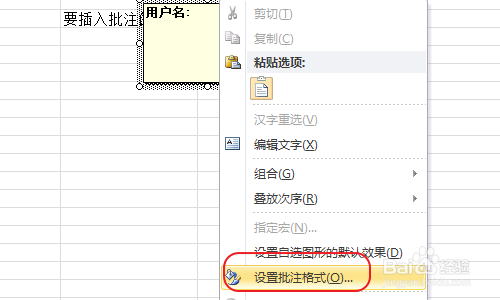 要插入批注
用户名:
剪切(T)
复制(C)
粘贴选项:
汉字重选(V)
编辑文字(X)
组合(G)
叠放次序(R)
指定宏(N)...
设置自选图形的默认效果(D)
设置批注格式(O)...
Baidu 经验